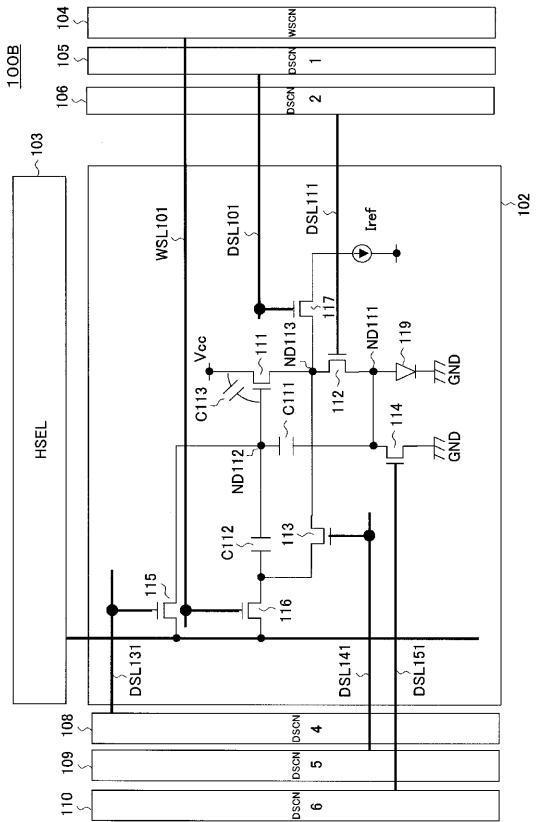 100B
104
WSCN
105
DSCN
1
106
DSCN
2
103
HSEL
102
WSL101
DSL101
DSL111
Iref
117
Vcc
111
ND113
ND111
119
GND
C113
112
C111
114
GND
ND112
C112
113
115
116
DSL131
DSL141
DSL151
108
DSCN
4
109
DSCN
5
110
DSCN
6